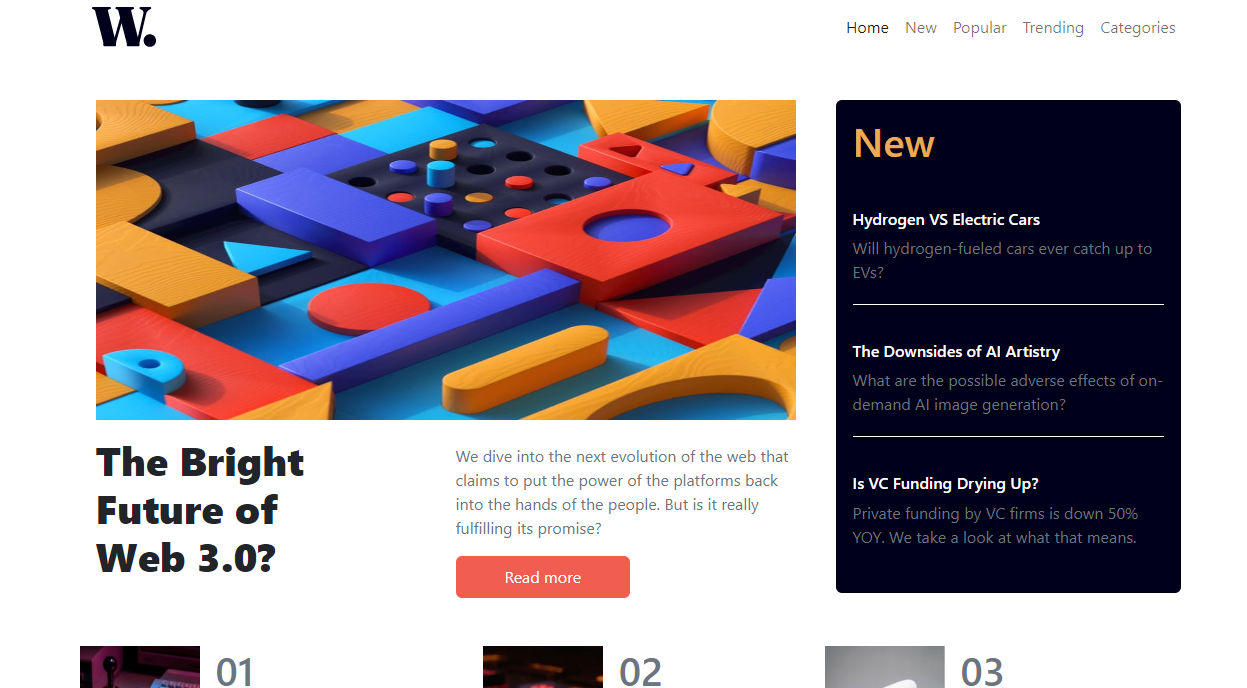 W.
Home New Popular Trending Categories
The Bright
Future of
Web 3.0?
We dive into the next evolution of the web that
claims to put the power of the platforms back
into the hands of the people. But is it really
fulfilling its promise?
Read more
New
Hydrogen VS Electric Cars
Will hydrogen-fueled cars ever catch up to
EVs?
The Downsides of AI Artistry
What are the possible adverse effects of on-
demand AI image generation?
Is VC Funding Drying Up?
Private funding by VC firms is down 50%
YOY. We take a look at what that means.
01
02
03